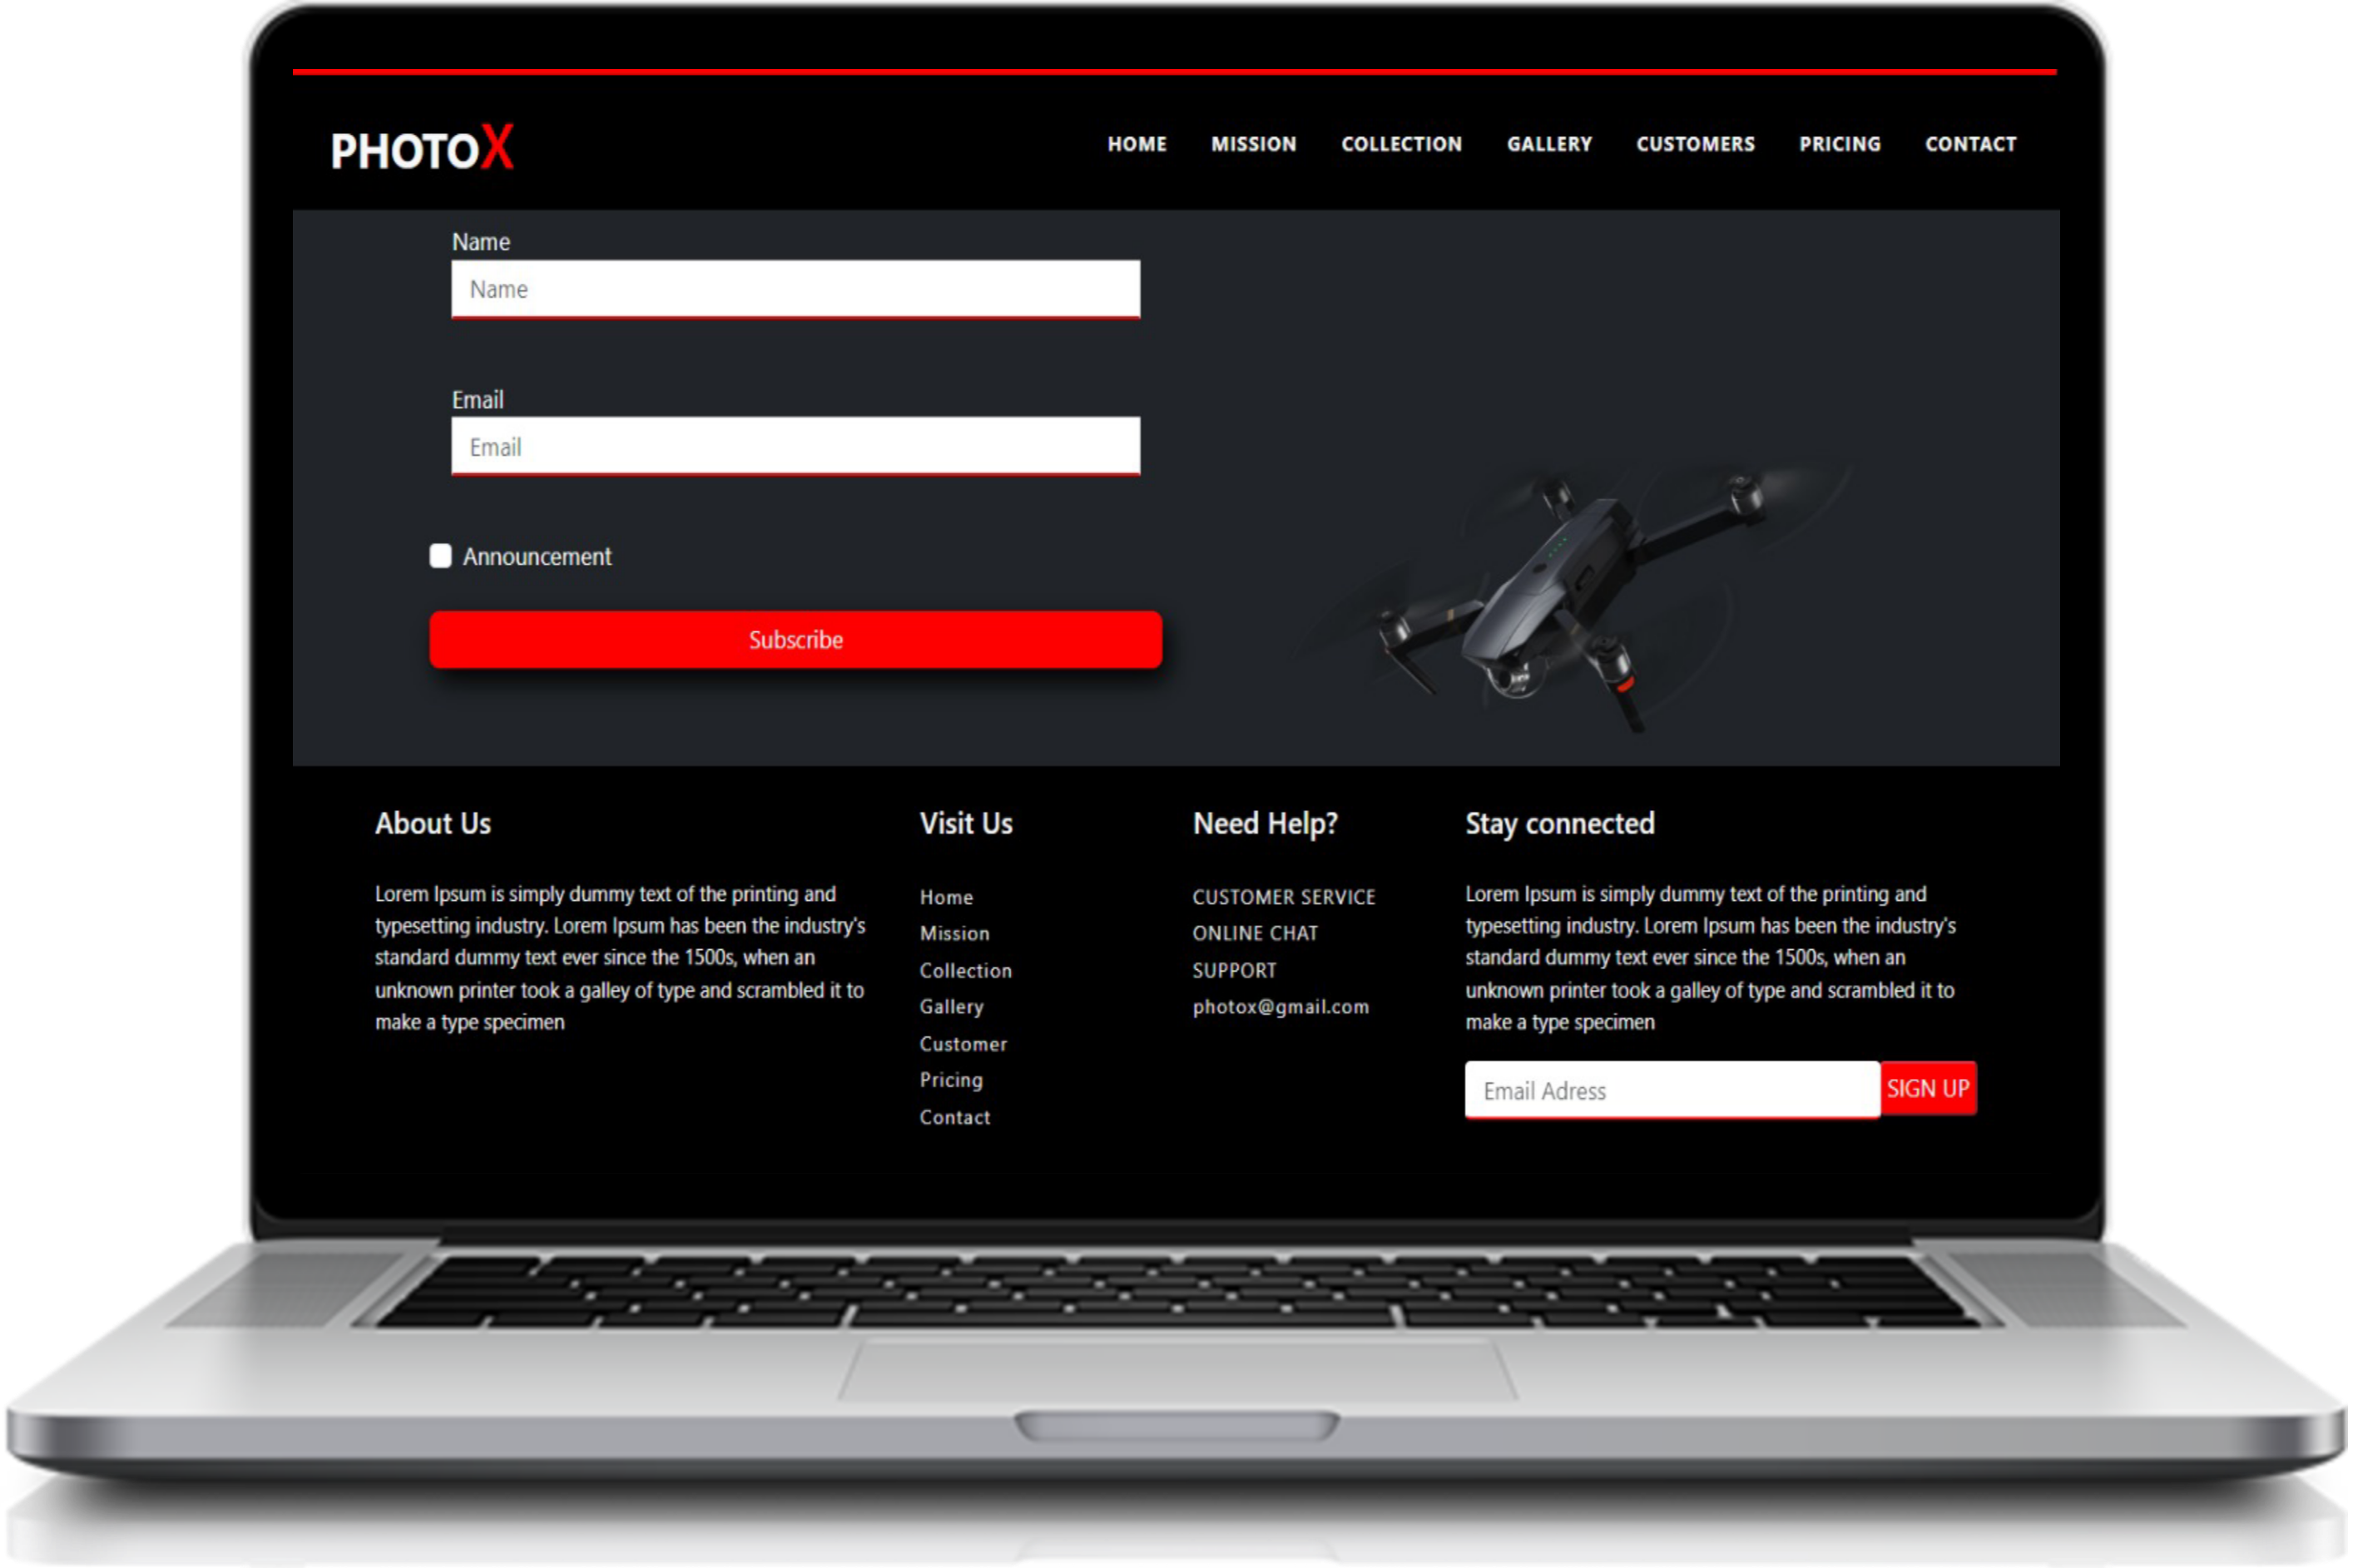 PHOTOX
HOME MISSION COLLECTION GALLERY CUSTOMERS PRICING CONTACT
Name
Name
Email
Email
Announcement
Subscribe
About Us
Lorem Ipsum is simply dummy text of the printing and
typesetting industry. Lorem Ipsum has been the industry's
standard dummy text ever since the 1500s, when an
unknown printer took a galley of type and scrambled it to
make a type specimen
Visit Us
Home
Mission
Collection
Gallery
Customer
Pricing
Contact
Need Help?
CUSTOMER SERVICE
ONLINE CHAT
SUPPORT
photox@gmail.com
Stay connected
Lorem Ipsum is simply dummy text of the printing and
typesetting industry. Lorem Ipsum has been the industry's
standard dummy text ever since the 1500s, when an
unknown printer took a galley of type and scrambled it to
make a type specimen
Email Adress
SIGN UP